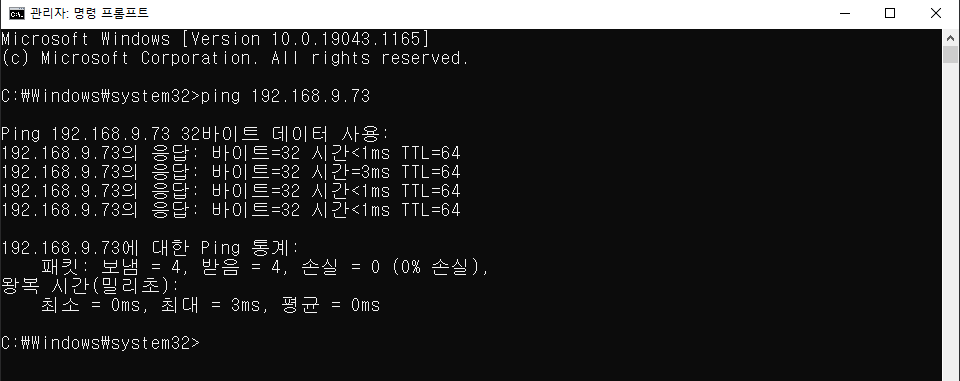 관리자: 명령 프롬프트
Microsoft Windows [Version 10.0.19043.1165]
(c) Microsoft Corporation. All rights reserved.
C:₩Windows₩system32>ping 192.168.9.73
Ping 192.168.9.73 32바이트 데이터 사용:
192.168.9.73의 응답: 바이트=32 시간<1ms TTL=64
192.168.9.73의 응답: 바이트=32 시간=3ms TTL=64
192.168.9.73의 응답: 바이트=32 시간<1ms TTL=64
192.168.9.73의 응답: 바이트=32 시간<1ms TTL=64
192.168.9.73에 대한 Ping 통계:
패킷: 보냄 = 4, 받음 = 4, 손실 = 0 (0% 손실),
왕복 시간(밀리초):
최소 = 0ms, 최대 = 3ms, 평균 = 0ms
C:₩Windows₩system32>